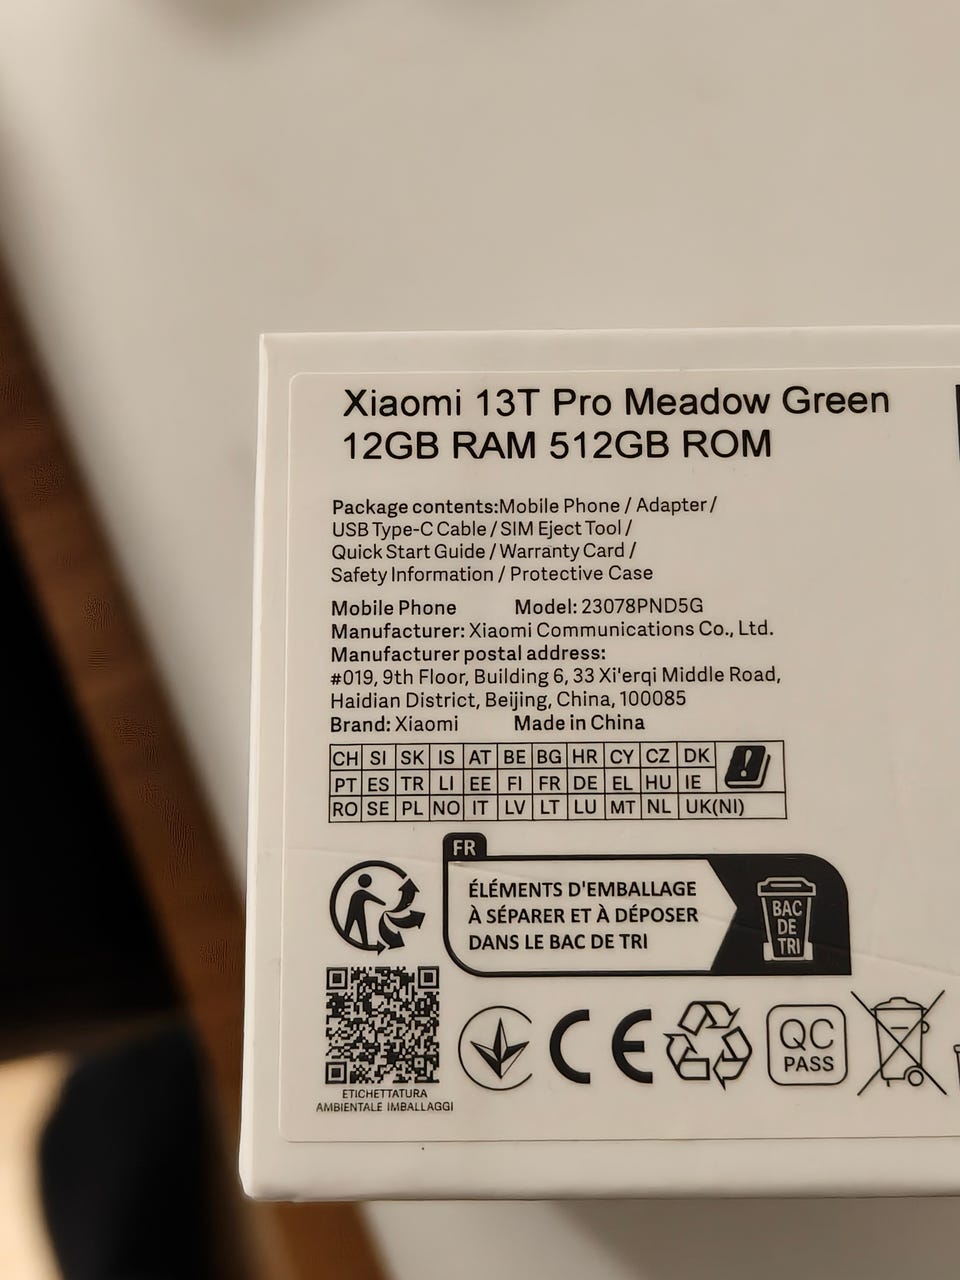 Xiaomi 13T Pro Meadow Green
12GB RAM 512GB ROM
Package contents:Mobile Phone / Adapter /
USB Type-C Cable / SIM Eject Tool /
Quick Start Guide / Warranty Card /
Safety Information / Protective Case
Mobile Phone Model: 23078PND5G
Manufacturer: Xiaomi Communications Co., Ltd.
Manufacturer postal address:
#019, 9th Floor, Building 6, 33 Xi'erqi Middle Road,
Haidian District, Beijing, China, 100085
Brand: Xiaomi Made in China
CH SI SK IS AT BE BG HR CY CZ DK
PT ES TR LI EE FI FR DE EL HU IE
RO SE PL NO IT LV LT LU MT NL UK(NI)
FR
ÉLÉMENTS D'EMBALLAGE
À SÉPARER ET À DÉPOSER
DANS LE BAC DE TRI
BAC
DE
TRI
CE
QC
PASS
ETICHETTATURA
AMBIENTALE IMBALLAGGI